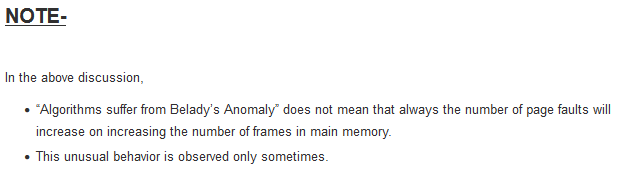 NOTE-
In the above discussion,
• “Algorithms suffer from Belady’s Anomaly” does not mean that always the number of page faults will
increase on increasing the number of frames in main memory.
• This unusual behavior is observed only sometimes.